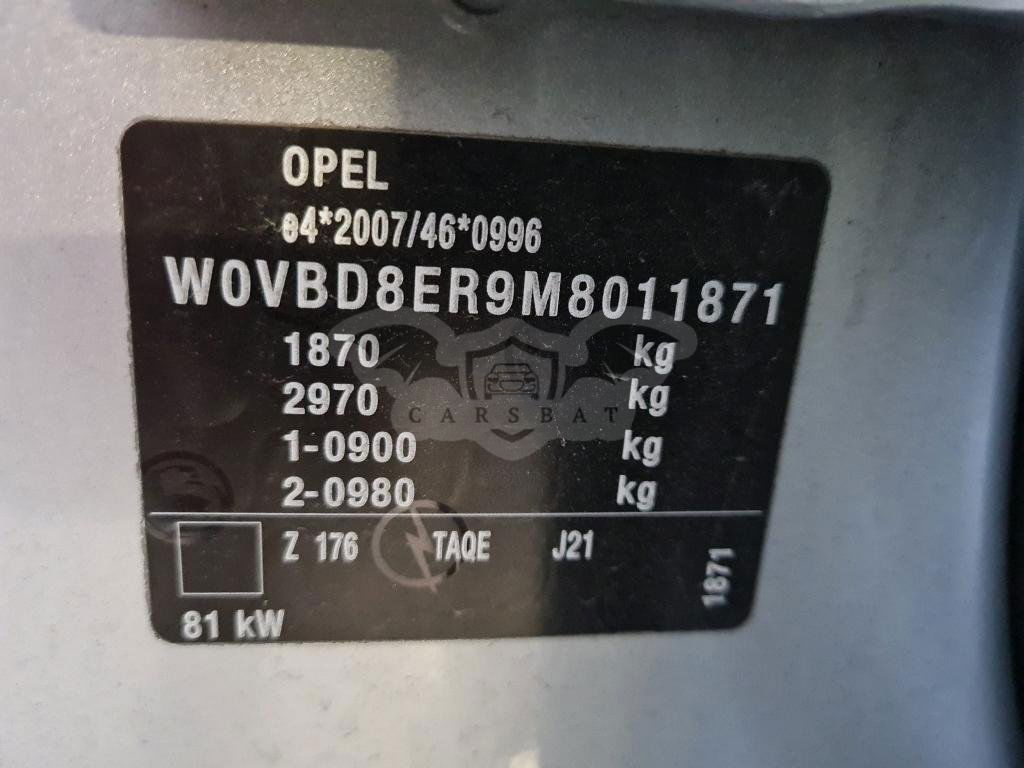 OPEL
e4*2007/46*0996
W0VBD8ER9M8011871
1870 kg
2970 kg
CARSBAT
1-0900 kg
2-0980 kg
Z 176 TAQE J21
1871
81 kW